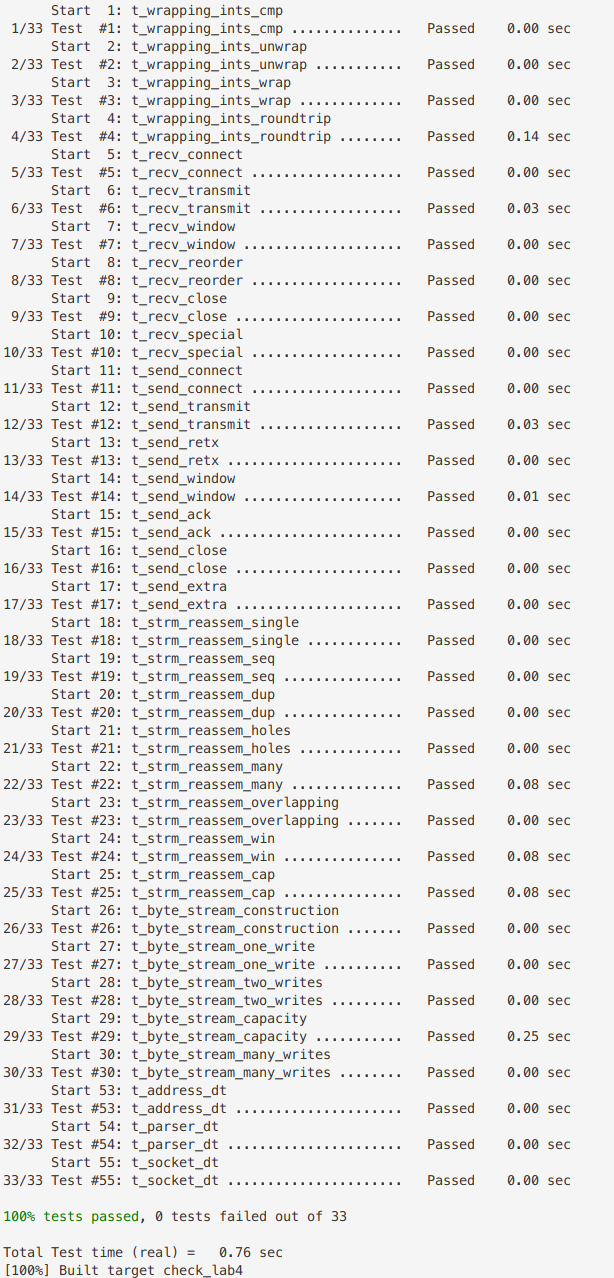 Start  1: t_wrapping_ints_cmp
1/33 Test  #1: t_wrapping_ints_cmp ..............   Passed    0.00 sec
Start  2: t_wrapping_ints_unwrap
2/33 Test  #2: t_wrapping_ints_unwrap ...........   Passed    0.00 sec
Start  3: t_wrapping_ints_wrap
3/33 Test  #3: t_wrapping_ints_wrap .............   Passed    0.00 sec
Start  4: t_wrapping_ints_roundtrip
4/33 Test  #4: t_wrapping_ints_roundtrip ........   Passed    0.14 sec
Start  5: t_recv_connect
5/33 Test  #5: t_recv_connect ...................   Passed    0.00 sec
Start  6: t_recv_transmit
6/33 Test  #6: t_recv_transmit ..................   Passed    0.03 sec
Start  7: t_recv_window
7/33 Test  #7: t_recv_window ....................   Passed    0.00 sec
Start  8: t_recv_reorder
8/33 Test  #8: t_recv_reorder ...................   Passed    0.00 sec
Start  9: t_recv_close
9/33 Test  #9: t_recv_close .....................   Passed    0.00 sec
Start 10: t_recv_special
10/33 Test #10: t_recv_special ...................   Passed    0.00 sec
Start 11: t_send_connect
11/33 Test #11: t_send_connect ...................   Passed    0.00 sec
Start 12: t_send_transmit
12/33 Test #12: t_send_transmit ..................   Passed    0.03 sec
Start 13: t_send_retx
13/33 Test #13: t_send_retx ......................   Passed    0.00 sec
Start 14: t_send_window
14/33 Test #14: t_send_window ....................   Passed    0.01 sec
Start 15: t_send_ack
15/33 Test #15: t_send_ack .......................   Passed    0.00 sec
Start 16: t_send_close
16/33 Test #16: t_send_close .....................   Passed    0.00 sec
Start 17: t_send_extra
17/33 Test #17: t_send_extra .....................   Passed    0.00 sec
Start 18: t_strm_reassem_single
18/33 Test #18: t_strm_reassem_single ............   Passed    0.00 sec
Start 19: t_strm_reassem_seq
19/33 Test #19: t_strm_reassem_seq ...............   Passed    0.00 sec
Start 20: t_strm_reassem_dup
20/33 Test #20: t_strm_reassem_dup ...............   Passed    0.00 sec
Start 21: t_strm_reassem_holes
21/33 Test #21: t_strm_reassem_holes .............   Passed    0.00 sec
Start 22: t_strm_reassem_many
22/33 Test #22: t_strm_reassem_many ..............   Passed    0.08 sec
Start 23: t_strm_reassem_overlapping
23/33 Test #23: t_strm_reassem_overlapping .......   Passed    0.00 sec
Start 24: t_strm_reassem_win
24/33 Test #24: t_strm_reassem_win ...............   Passed    0.08 sec
Start 25: t_strm_reassem_cap
25/33 Test #25: t_strm_reassem_cap ...............   Passed    0.08 sec
Start 26: t_byte_stream_construction
26/33 Test #26: t_byte_stream_construction .......   Passed    0.00 sec
Start 27: t_byte_stream_one_write
27/33 Test #27: t_byte_stream_one_write ..........   Passed    0.00 sec
Start 28: t_byte_stream_two_writes
28/33 Test #28: t_byte_stream_two_writes .........   Passed    0.00 sec
Start 29: t_byte_stream_capacity
29/33 Test #29: t_byte_stream_capacity ...........   Passed    0.25 sec
Start 30: t_byte_stream_many_writes
30/33 Test #30: t_byte_stream_many_writes ........   Passed    0.00 sec
Start 53: t_address_dt
31/33 Test #53: t_address_dt .....................   Passed    0.00 sec
Start 54: t_parser_dt
32/33 Test #54: t_parser_dt ......................   Passed    0.00 sec
Start 55: t_socket_dt
33/33 Test #55: t_socket_dt ......................   Passed    0.00 sec
100% tests passed, 0 tests failed out of 33
Total Test time (real) =   0.76 sec
[100%] Built target check_lab4